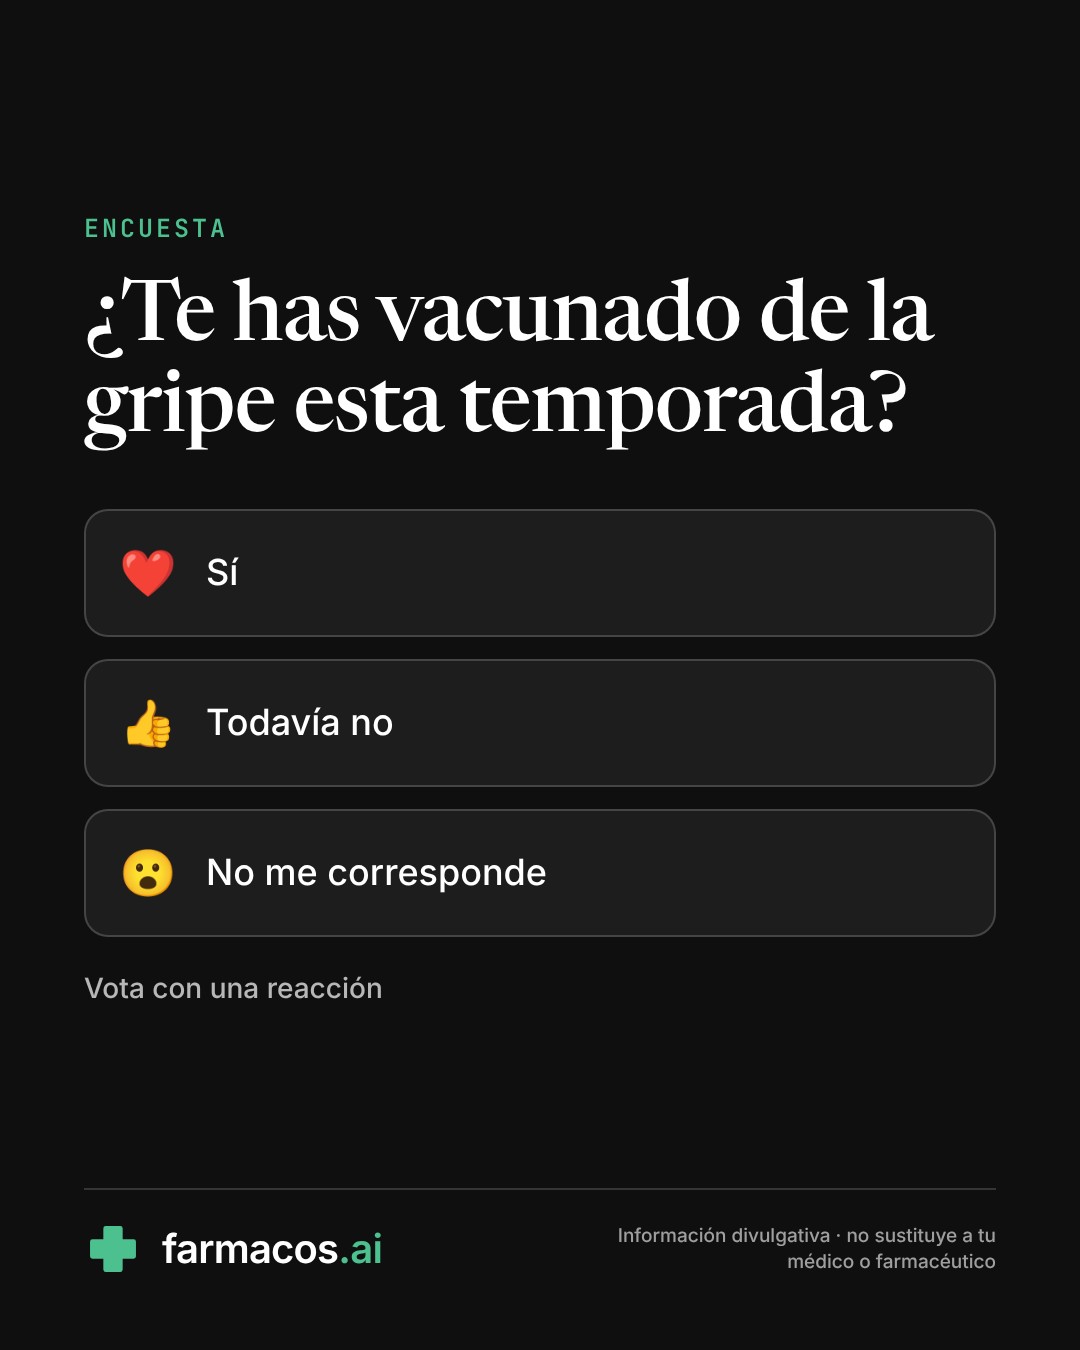 ENCUESTA
¿Te has vacunado de la
gripe esta temporada?
❤️ Sí
👍 Todavía no
😮 No me corresponde
Vota con una reacción
farmacos.ai
Información divulgativa · no sustituye a tu
médico o farmacéutico